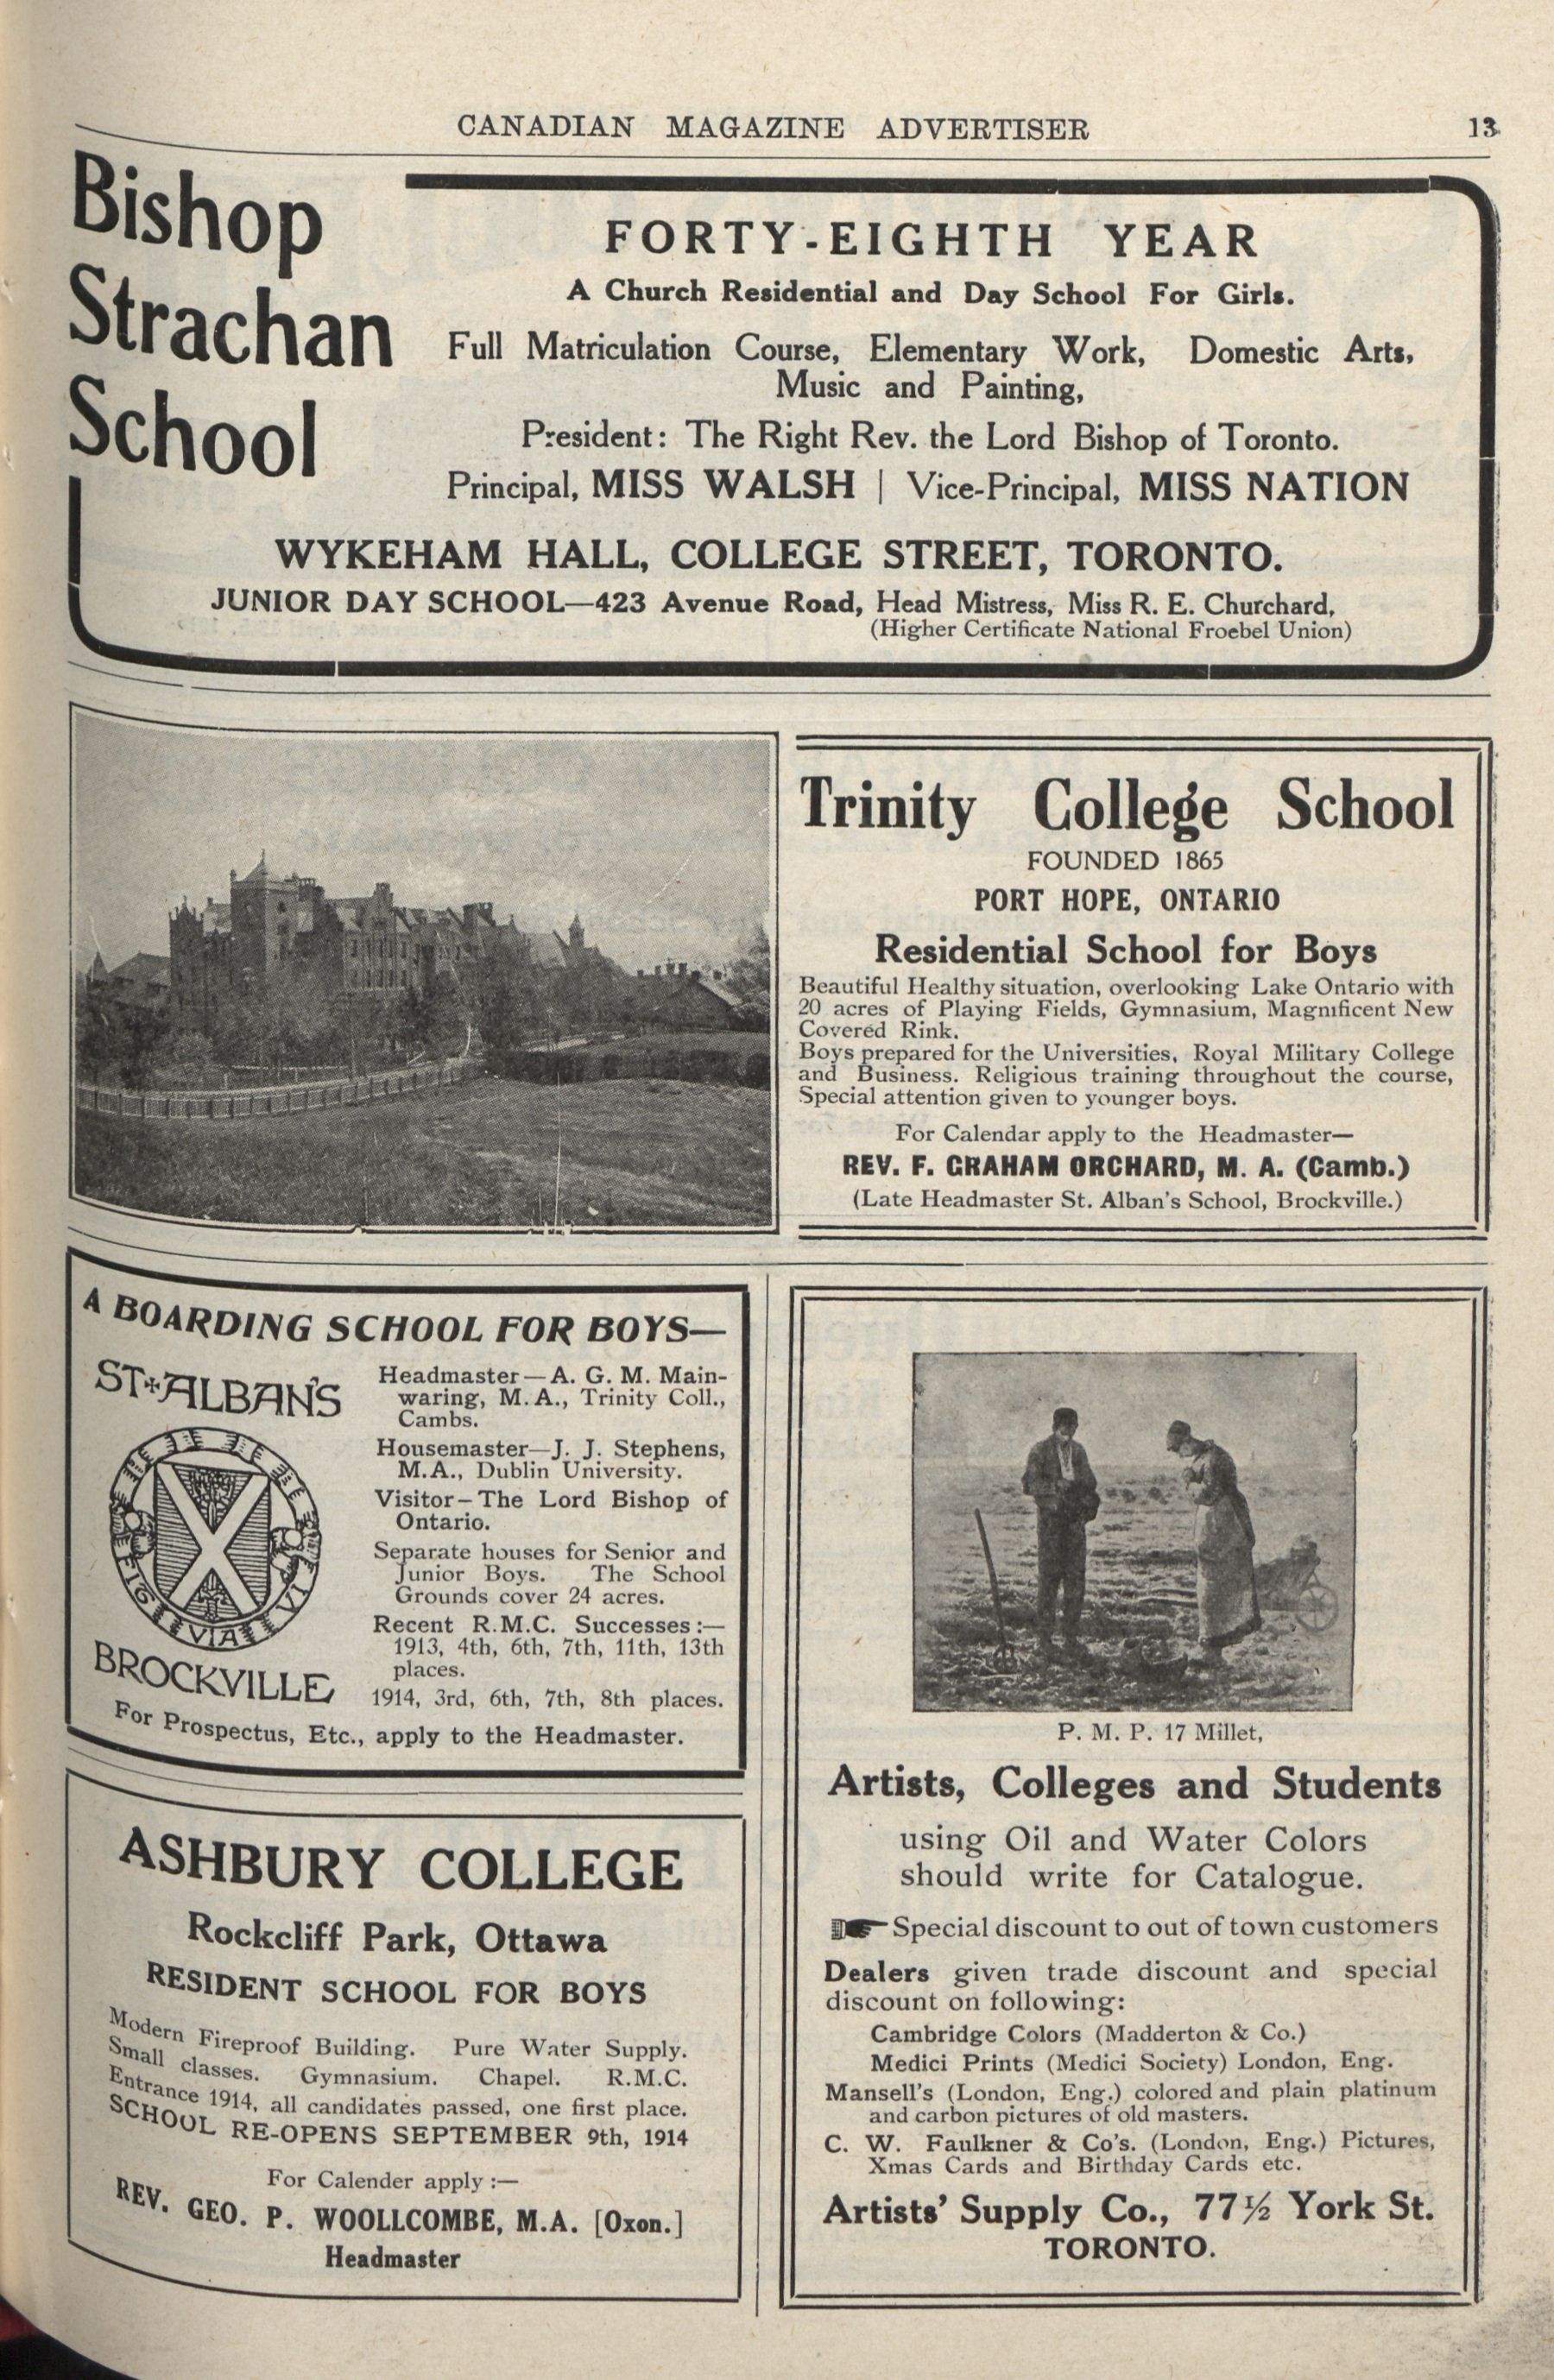 CANADIAN MAGAZINE ADVERTISER 13
Bishop
Strachan
School
FORTY-EIGHTH YEAR
A Church Residential and Day School For Girls.
Full Matriculation Course, Elementary Work, Domestic Arts,
Music and Painting,
President: The Right Rev. the Lord Bishop of Toronto.
Principal, MISS WALSH | Vice-Principal, MISS NATION
WYKEHAM HALL, COLLEGE STREET, TORONTO.
JUNIOR DAY SCHOOL—423 Avenue Road, Head Mistress, Miss R. E. Churchard,
(Higher Certificate National Froebel Union)
Trinity College School
FOUNDED 1865
PORT HOPE, ONTARIO
Residential School for Boys
Beautiful Healthy situation, overlooking Lake Ontario with
20 acres of Playing Fields, Gymnasium, Magnificent New
Covered Rink.
Boys prepared for the Universities, Royal Military College
and Business. Religious training throughout the course,
Special attention given to younger boys.
For Calendar apply to the Headmaster—
REV. F. GRAHAM ORCHARD, M. A. (Camb.)
(Late Headmaster St. Alban's School, Brockville.)
A BOARDING SCHOOL FOR BOYS—
ST ALBAN'S
VIA
BROCKVILLE
Headmaster—A. G. M. Main-
waring, M.A., Trinity Coll.,
Cambs.
Housemaster—J. J. Stephens,
M.A., Dublin University.
Visitor—The Lord Bishop of
Ontario.
Separate houses for Senior and
Junior Boys. The School
Grounds cover 24 acres.
Recent R.M.C. Successes:—
1913, 4th, 6th, 7th, 11th, 13th
places.
1914, 3rd, 6th, 7th, 8th places.
For Prospectus, Etc., apply to the Headmaster.
ASHBURY COLLEGE
Rockcliff Park, Ottawa
RESIDENT SCHOOL FOR BOYS
Modern Fireproof Building. Pure Water Supply.
Small classes. Gymnasium. Chapel. R.M.C.
Entrance 1914, all candidates passed, one first place.
SCHOOL RE-OPENS SEPTEMBER 9th, 1914
For Calender apply:—
REV. GEO. P. WOOLLCOMBE, M.A. [Oxon.]
Headmaster
P. M. P. 17 Millet,
Artists, Colleges and Students
using Oil and Water Colors
should write for Catalogue.
Special discount to out of town customers
Dealers given trade discount and special
discount on following:
Cambridge Colors (Madderton & Co.)
Medici Prints (Medici Society) London, Eng.
Mansell's (London, Eng.) colored and plain platinum
and carbon pictures of old masters.
C. W. Faulkner & Co's. (London, Eng.) Pictures,
Xmas Cards and Birthday Cards etc.
Artists' Supply Co., 77½ York St.
TORONTO.